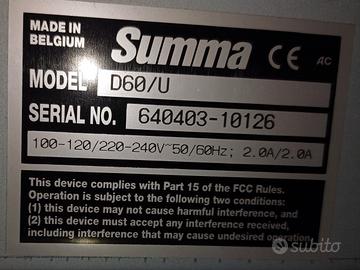 MADE IN
BELGIUM
Summa CE AC
MODEL D60/U
SERIAL NO. 640403-10126
100-120/220-240V~50/60Hz; 2.0A/2.0A
This device complies with Part 15 of the FCC Rules.
Operation is subject to the following two conditions:
(1) this device may not cause harmful interference, and
(2) this device must accept any interference
including interference that may cause undesired operation
subito